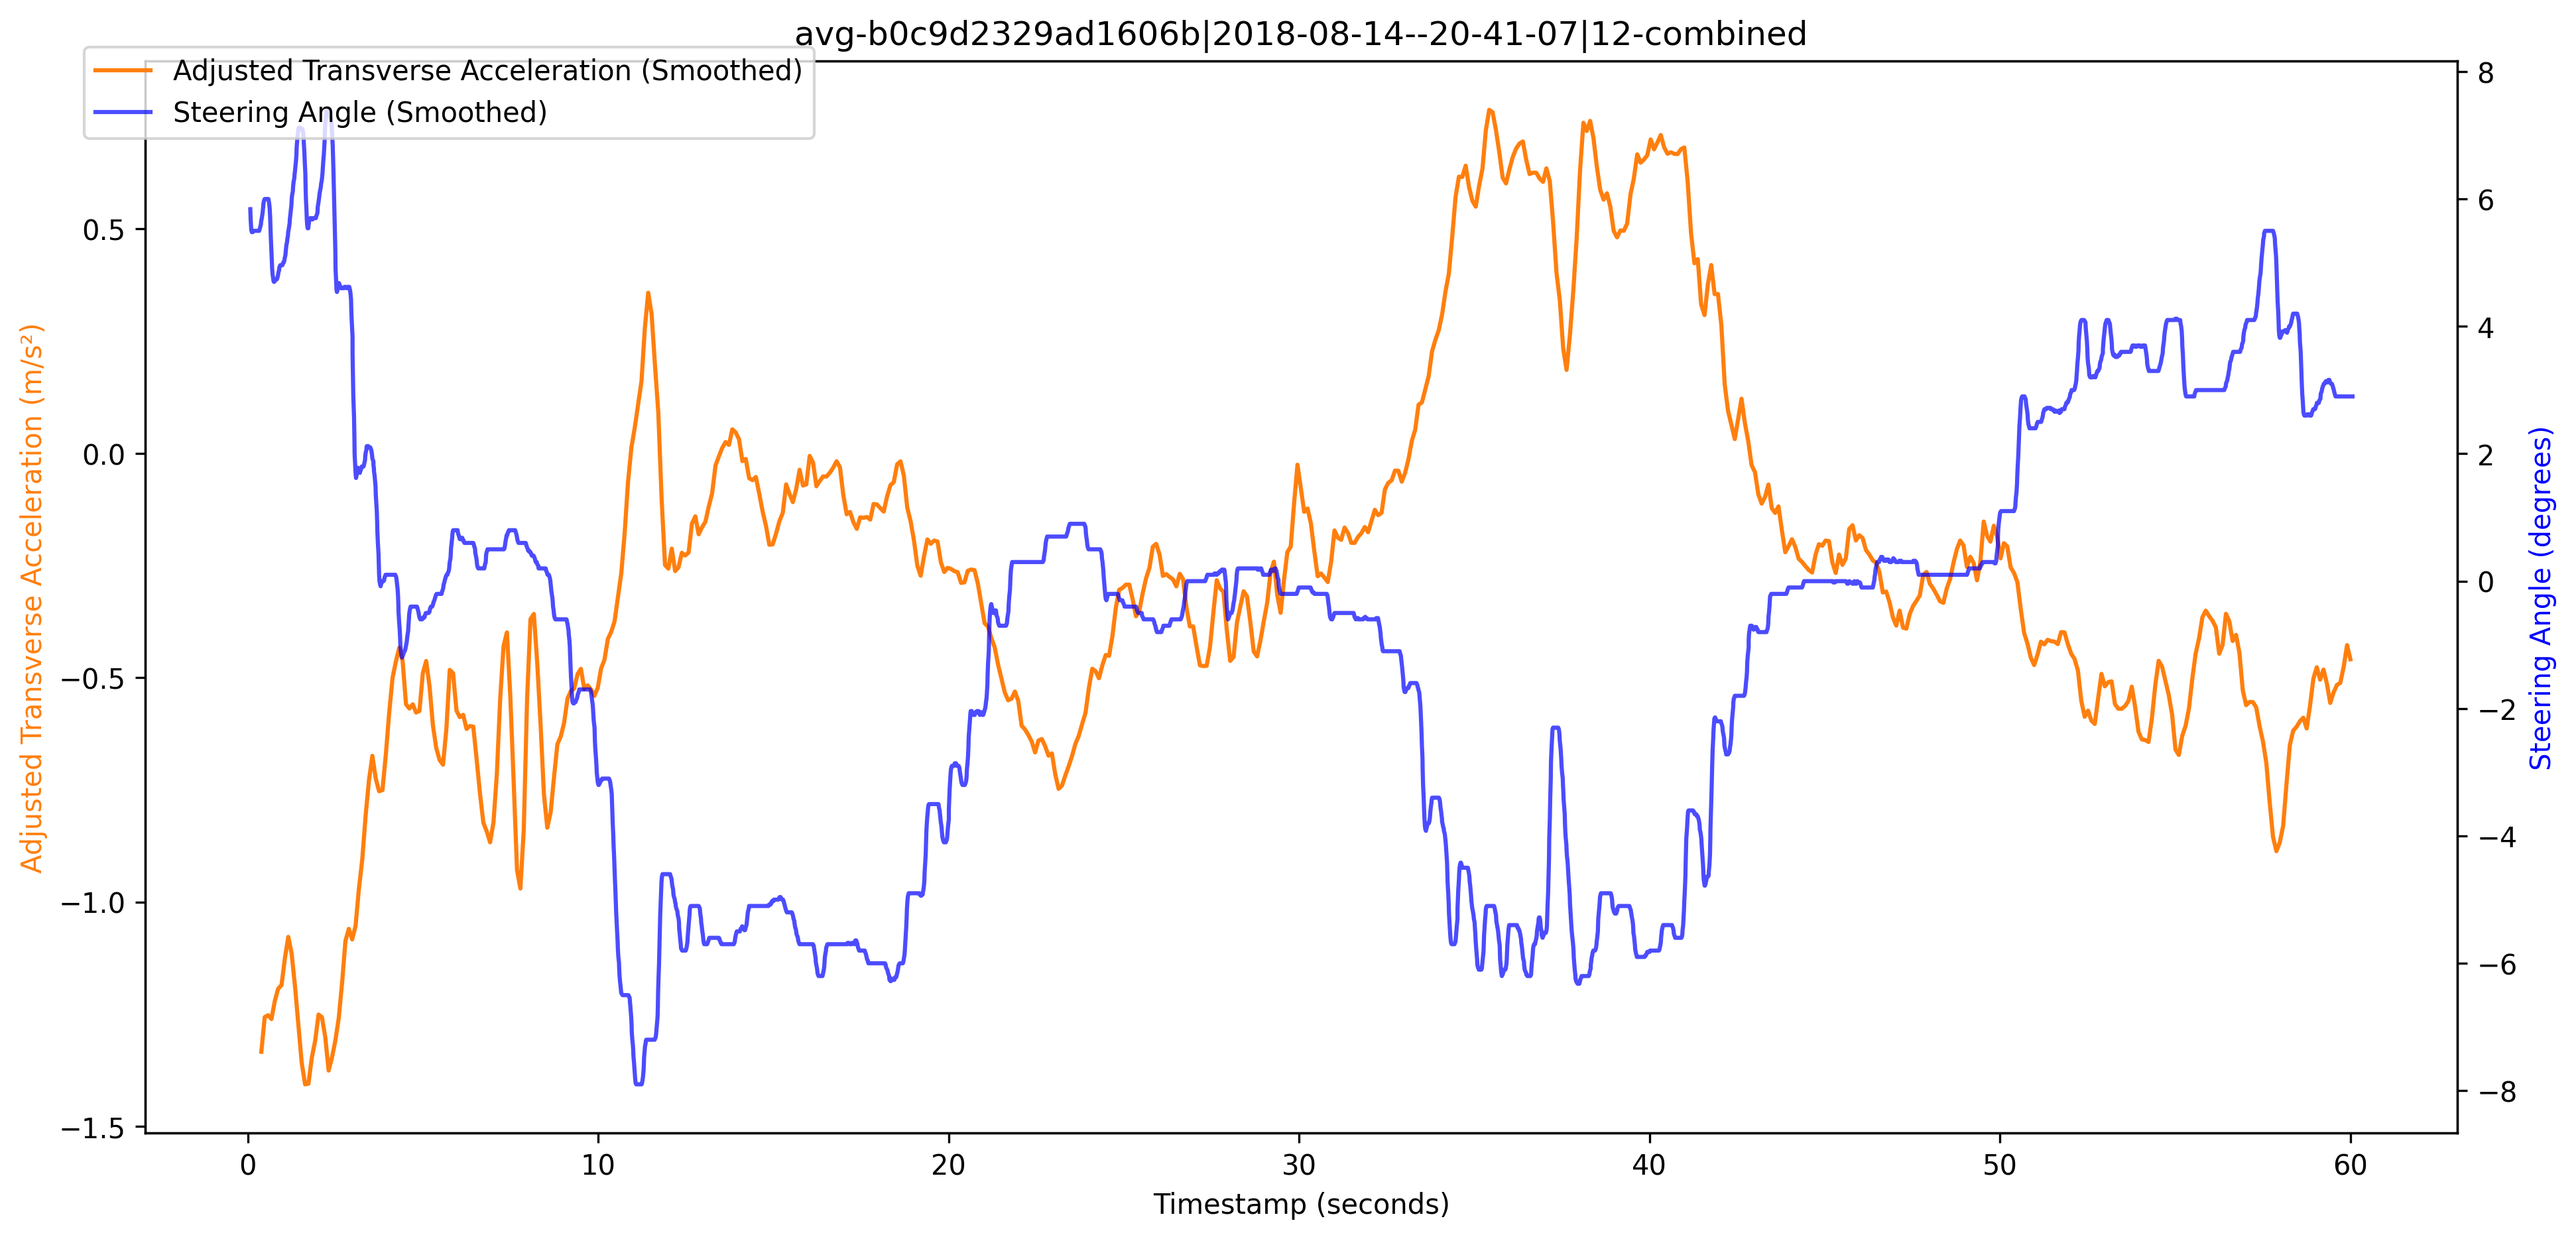 avg-b0c9d2329ad1606b|2018-08-14--20-41-07|12-combined
Adjusted Transverse Acceleration (Smoothed)
Steering Angle (Smoothed)
Adjusted Transverse Acceleration (m/s²)
0.5
0.0
−0.5
−1.0
−1.5
8
6
4
2
0
−2
−4
−6
−8
Steering Angle (degrees)
0 10 20 30 40 50 60
Timestamp (seconds)